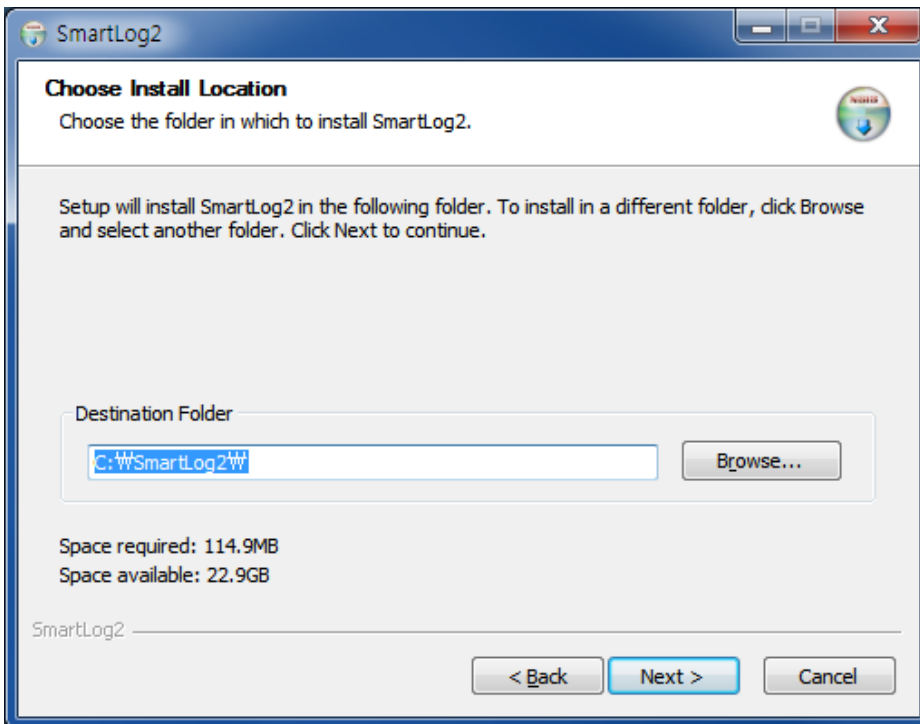 SmartLog2
Choose Install Location
Choose the folder in which to install SmartLog2.
Setup will install SmartLog2 in the following folder. To install in a different folder, click Browse
and select another folder. Click Next to continue.
Destination Folder
C:₩SmartLog2₩
Browse...
Space required: 114.9MB
Space available: 22.9GB
SmartLog2
< Back
Next >
Cancel